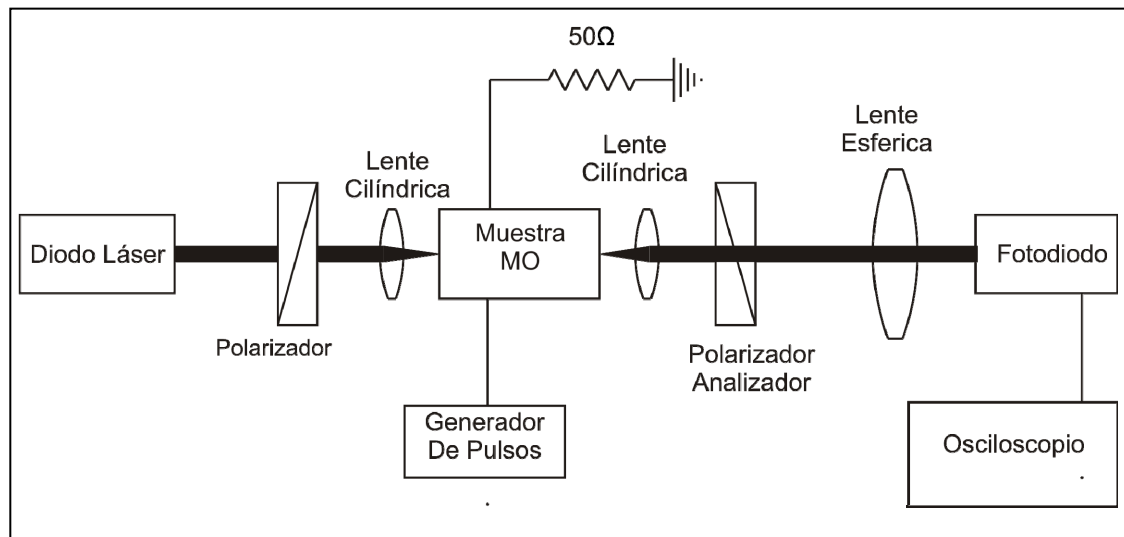 50Ω
Lente
Esferica
Lente
Cilíndrica
Lente
Cilíndrica
Diodo Láser
Muestra
MO
Fotodiodo
Polarizador
Polarizador
Analizador
Generador
De Pulsos
Osciloscopio